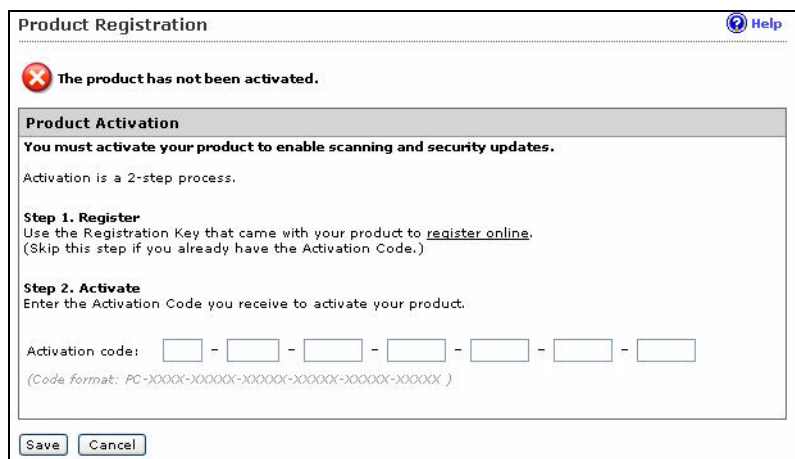 Product Registration
Help
The product has not been activated.
Product Activation
You must activate your product to enable scanning and security updates.
Activation is a 2-step process.
Step 1. Register
Use the Registration Key that came with your product to register online.
(Skip this step if you already have the Activation Code.)
Step 2. Activate
Enter the Activation Code you receive to activate your product.
Activation code: - - - - - -
(Code format: PC-XXXX-XXXXX-XXXXX-XXXXX-XXXXX-XXXXX )
Save Cancel